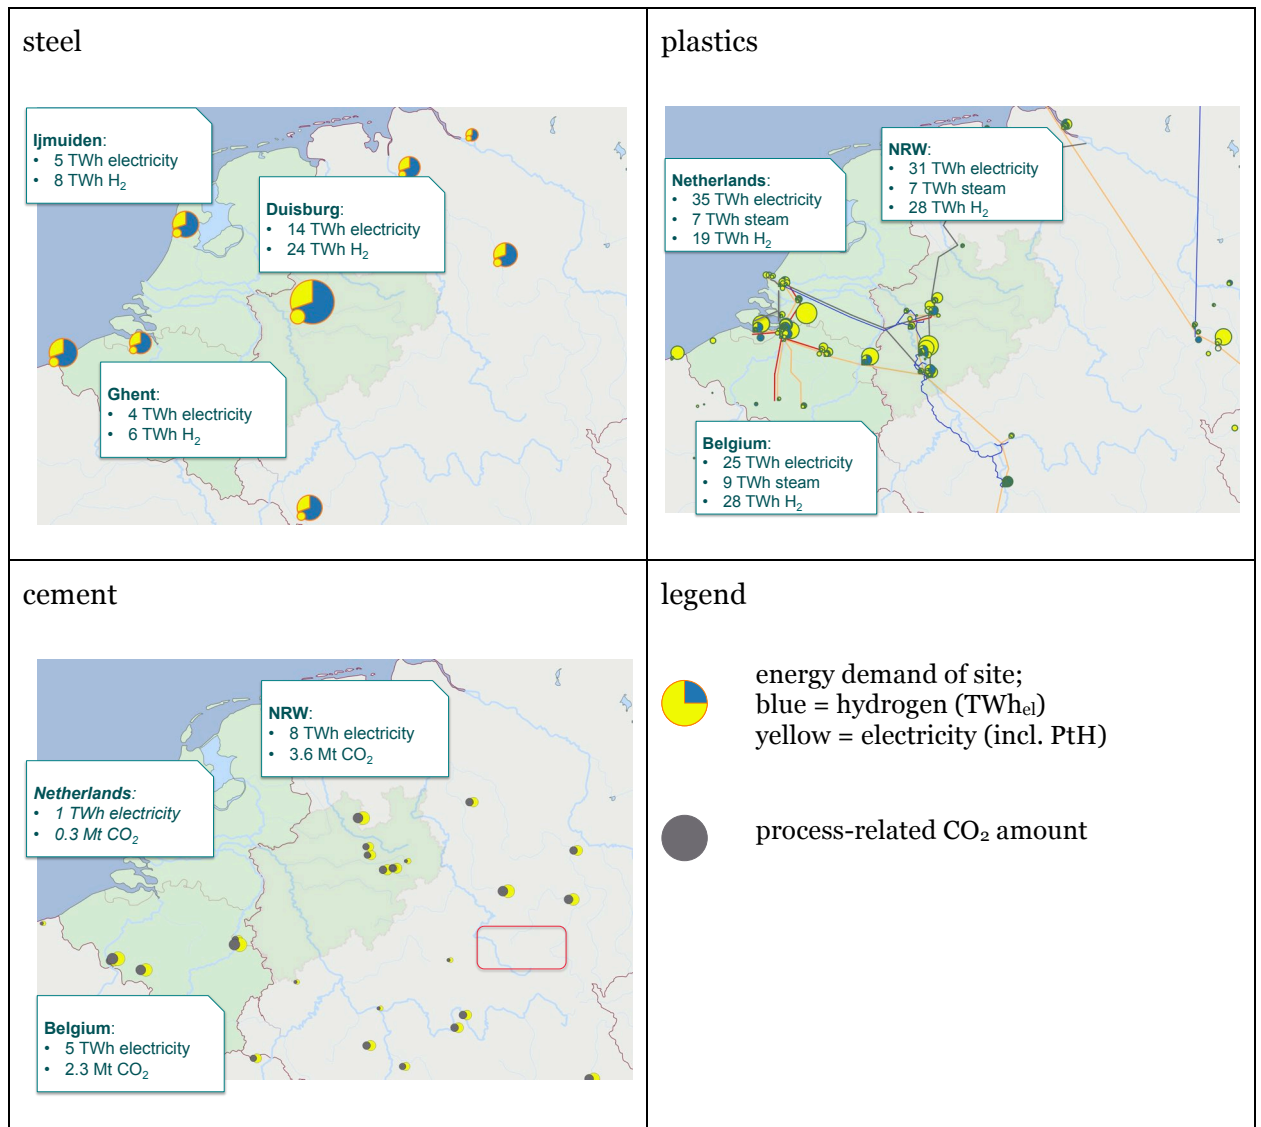 steel
Ijmuiden:
• 5 TWh electricity
• 8 TWh H₂
Duisburg:
• 14 TWh electricity
• 24 TWh H₂
Ghent:
• 4 TWh electricity
• 6 TWh H₂
plastics
Netherlands:
• 35 TWh electricity
• 7 TWh steam
• 19 TWh H₂
NRW:
• 31 TWh electricity
• 7 TWh steam
• 28 TWh H₂
Belgium:
• 25 TWh electricity
• 9 TWh steam
• 28 TWh H₂
cement
NRW:
• 8 TWh electricity
• 3.6 Mt CO₂
Netherlands:
• 1 TWh electricity
• 0.3 Mt CO₂
Belgium:
• 5 TWh electricity
• 2.3 Mt CO₂
legend
energy demand of site;
blue = hydrogen (TWhₑₗ)
yellow = electricity (incl. PtH)
process-related CO₂ amount